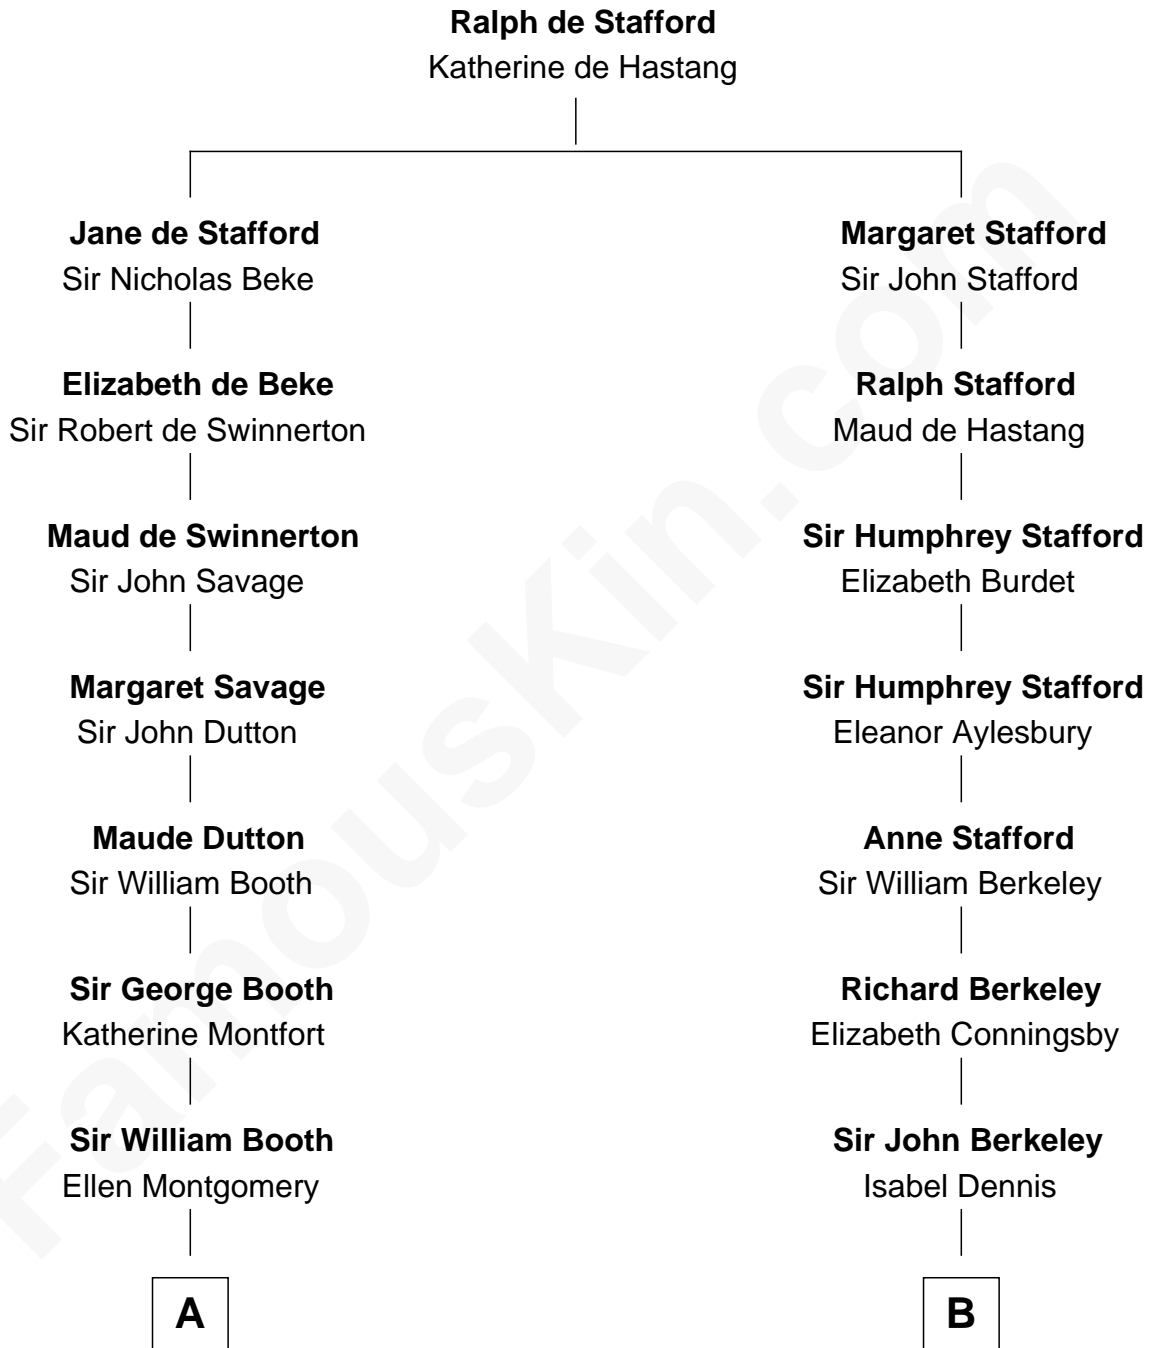 Ralph de Stafford
Katherine de Hastang
Jane de Stafford
Sir Nicholas Beke
Elizabeth de Beke
Sir Robert de Swinnerton
Maud de Swinnerton
Sir John Savage
Margaret Savage
Sir John Dutton
Maude Dutton
Sir William Booth
Sir George Booth
Katherine Montfort
Sir William Booth
Ellen Montgomery
A
Margaret Stafford
Sir John Stafford
Ralph Stafford
Maud de Hastang
Sir Humphrey Stafford
Elizabeth Burdet
Sir Humphrey Stafford
Eleanor Aylesbury
Anne Stafford
Sir William Berkeley
Richard Berkeley
Elizabeth Conningsby
Sir John Berkeley
Isabel Dennis
B
FamousKin.com